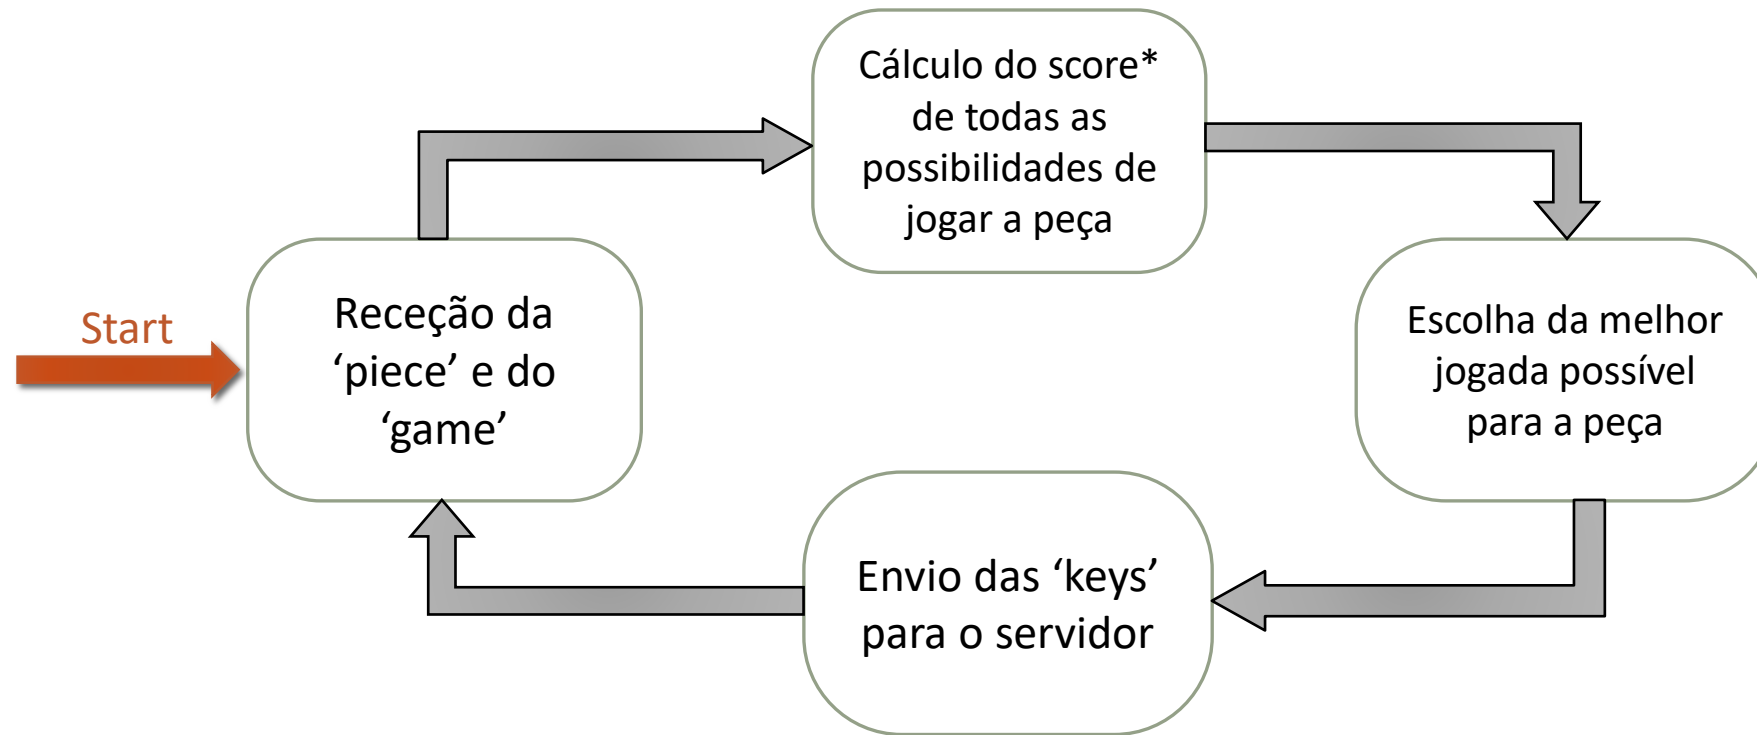 Start
Receção da
‘piece’ e do
‘game’
Cálculo do score*
de todas as
possibilidades de
jogar a peça
Escolha da melhor
jogada possível
para a peça
Envio das ‘keys’
para o servidor